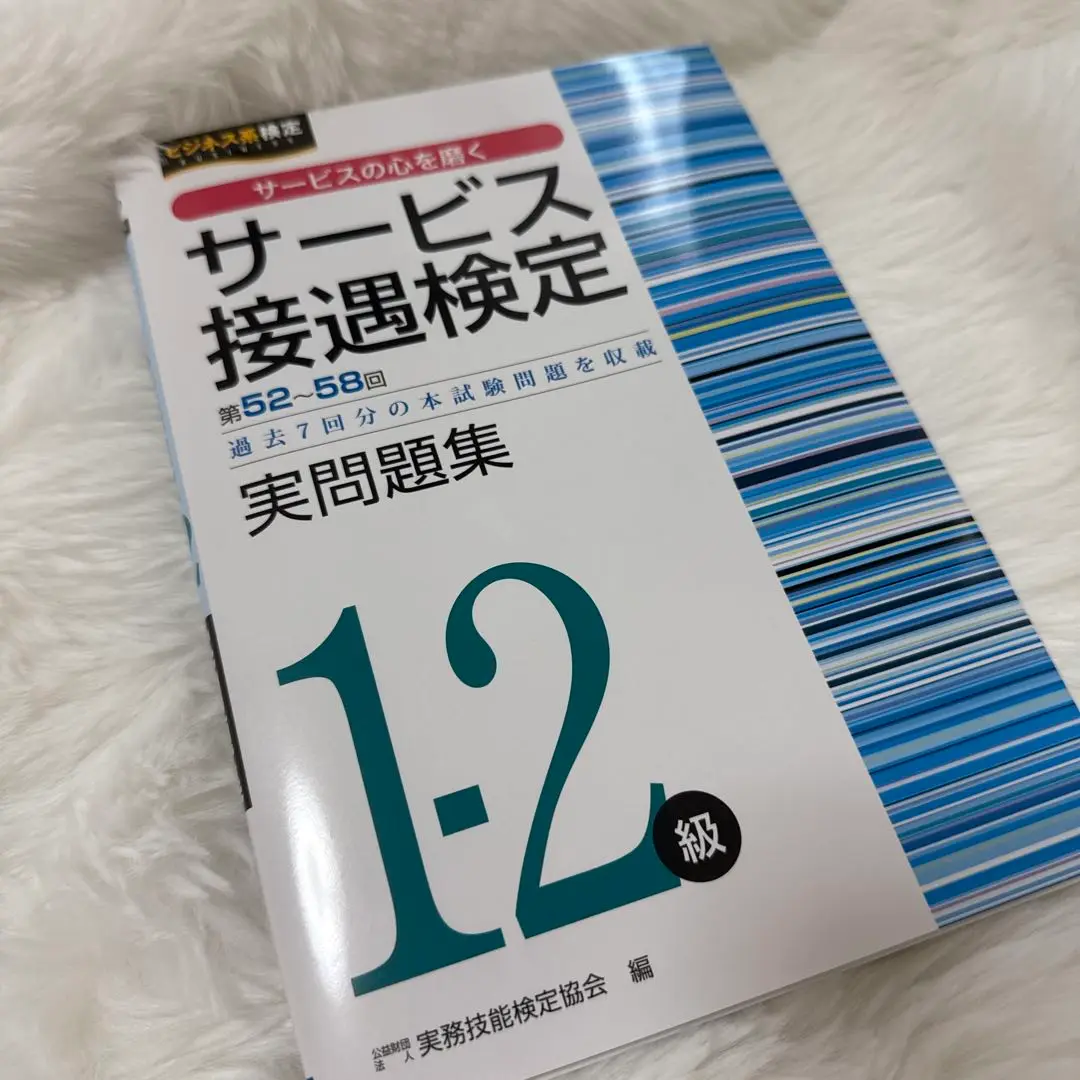 ビジネス系検定
サービスの心を磨く
サービス
接遇検定
第52~58回
過去7回分の本試験問題を収載
実問題集
1-2級
公益財団法人 実務技能検定協会 編